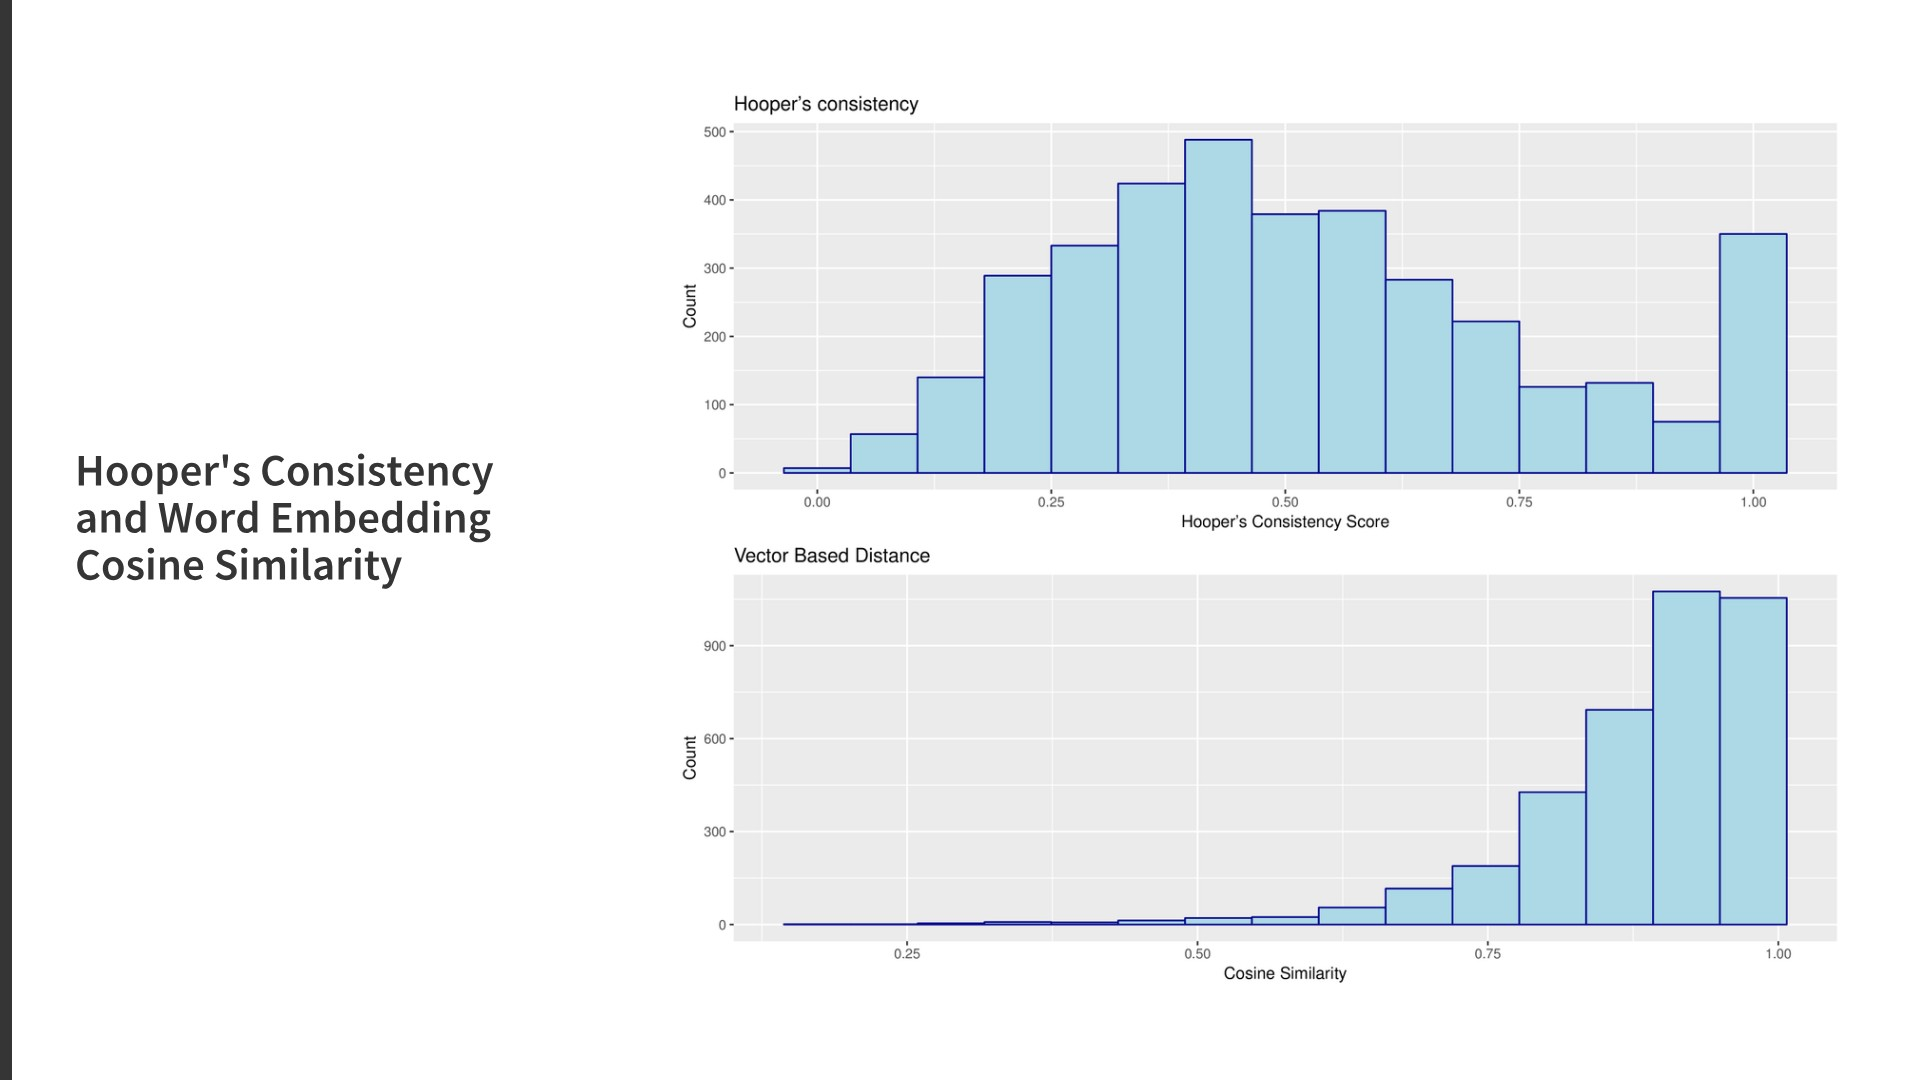 Hooper's Consistency
and Word Embedding
Cosine Similarity
Hooper’s consistency
500
400
300
200
100
0
Count
0.00 0.25 0.50 0.75 1.00
Hooper’s Consistency Score
Vector Based Distance
900
600
300
0
Count
0.25 0.50 0.75 1.00
Cosine Similarity